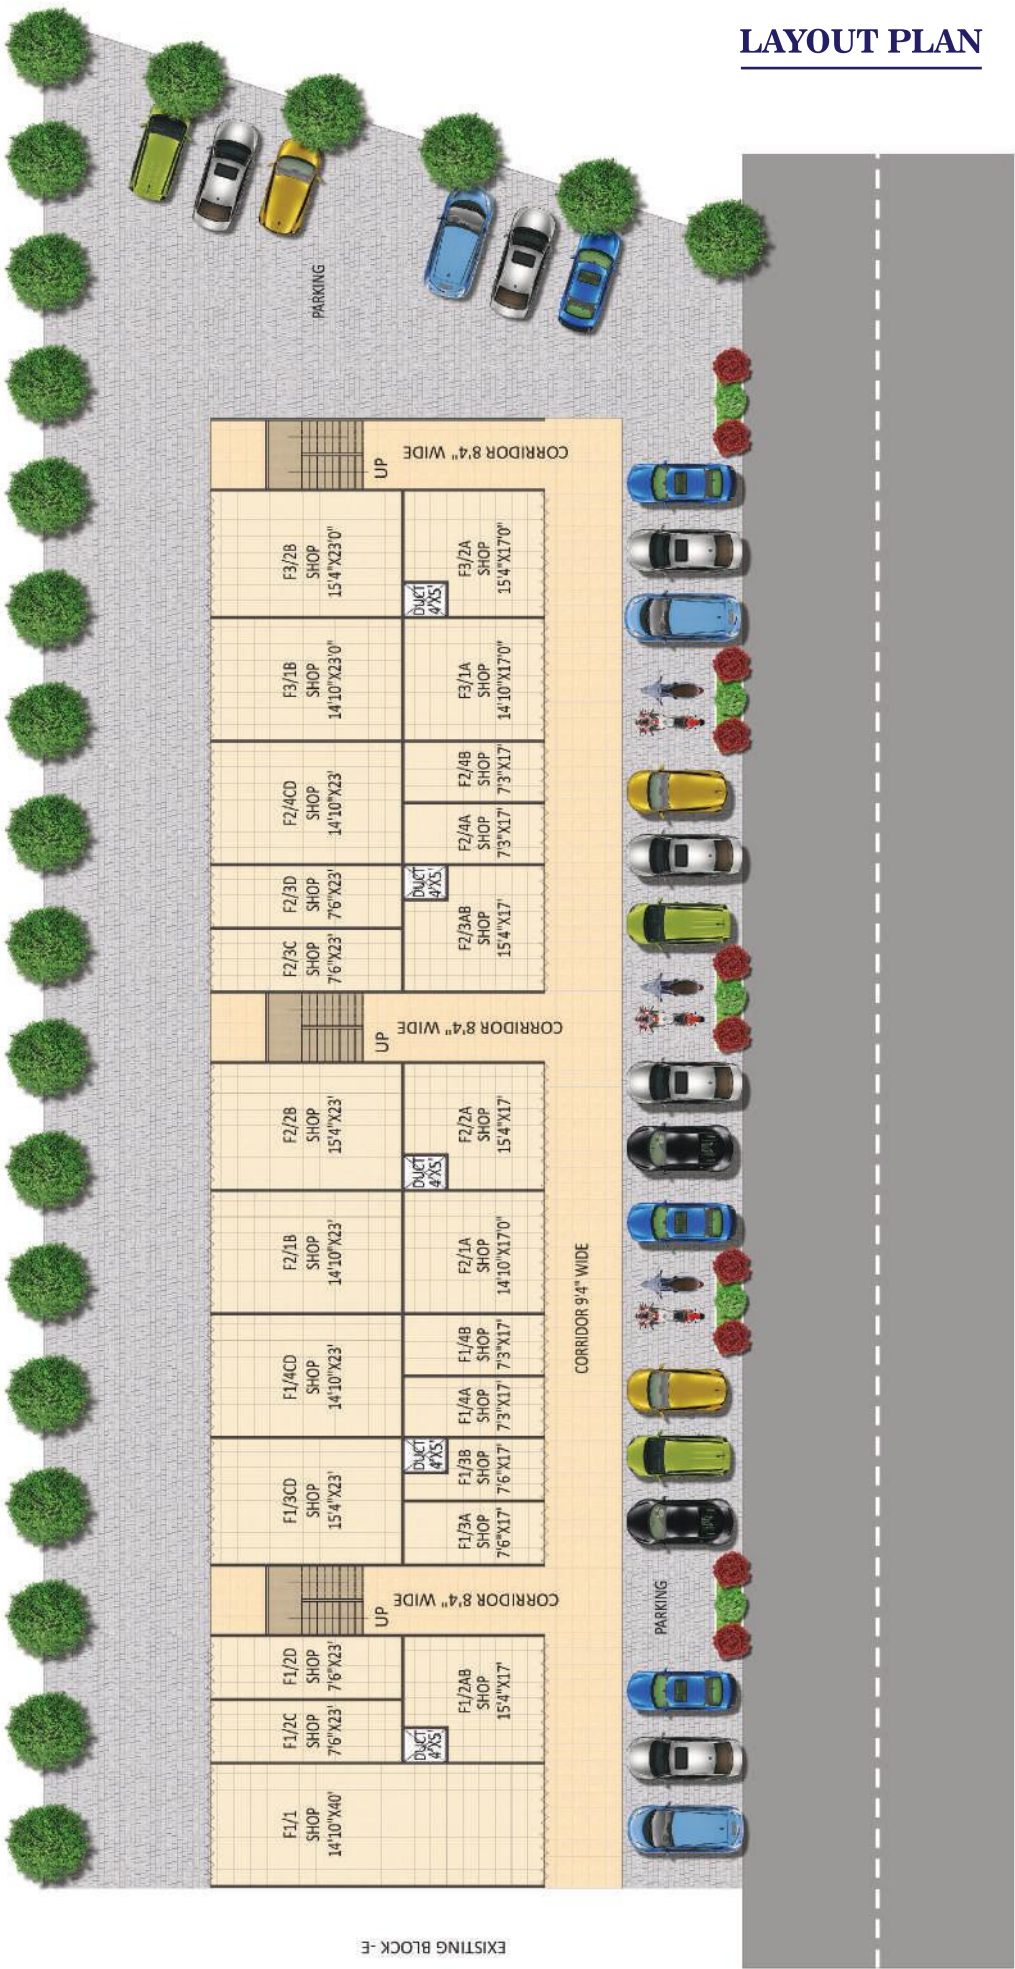 LAYOUT PLAN
PARKING
CORRIDOR 8'4" WIDE
UP
F3/2B
SHOP
15'4"X23'0"
F3/2A
SHOP
15'4"X17'0"
DUCT
4'X5'
F3/1B
SHOP
14'10"X23'0"
F3/1A
SHOP
14'10"X17'0"
F2/4CD
SHOP
14'10"X23'
F2/4B
SHOP
7'3"X17'
F2/4A
SHOP
7'3"X17'
F2/3D
SHOP
7'6"X23'
DUCT
4'X5'
F2/3AB
SHOP
15'4"X17'
F2/3C
SHOP
7'6"X23'
CORRIDOR 8'4" WIDE
UP
F2/2B
SHOP
15'4"X23'
F2/2A
SHOP
15'4"X17'
DUCT
4'X5'
F2/1B
SHOP
14'10"X23'
F2/1A
SHOP
14'10"X17'0"
CORRIDOR 9'4" WIDE
F1/4CD
SHOP
14'10"X23'
F1/4B
SHOP
7'3"X17'
F1/4A
SHOP
7'3"X17'
F1/3CD
SHOP
15'4"X23'
DUCT
4'X5'
F1/3B
SHOP
7'6"X17'
F1/3A
SHOP
7'6"X17'
CORRIDOR 8'4" WIDE
UP
PARKING
F1/2D
SHOP
7'6"X23'
F1/2AB
SHOP
15'4"X17'
F1/2C
SHOP
7'6"X23'
DUCT
4'X5'
F1/1
SHOP
14'10"X40'
EXISTING BLOCK -E